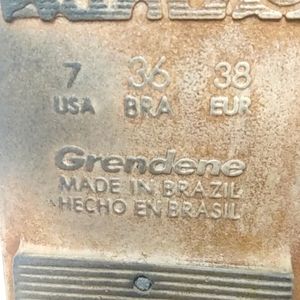 7 36 38
USA BRA EUR
Grendene
MADE IN BRAZIL
HECHO EN BRASIL